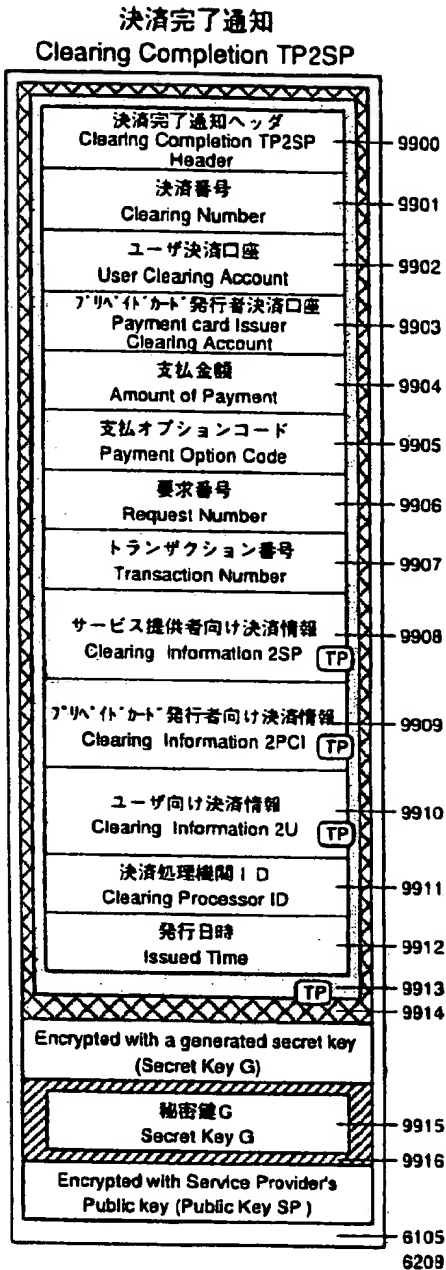 決済完了通知
Clearing Completion TP2SP
決済完了通知ヘッダ
Clearing Completion TP2SP
Header
9900
決済番号
Clearing Number
9901
ユーザ決済口座
User Clearing Account
9902
プリペイドカード発行者決済口座
Payment card Issuer
Clearing Account
9903
支払金額
Amount of Payment
9904
支払オプションコード
Payment Option Code
9905
要求番号
Request Number
9906
トランザクション番号
Transaction Number
9907
サービス提供者向け決済情報
Clearing Information 2SP
TP
9908
プリペイドカード発行者向け決済情報
Clearing Information 2PCI
TP
9909
ユーザ向け決済情報
Clearing Information 2U
TP
9910
決済処理機関ID
Clearing Processor ID
9911
発行日時
Issued Time
9912
TP
9913
9914
Encrypted with a generated secret key
(Secret Key G)
秘密鍵G
Secret Key G
9915
9916
Encrypted with Service Provider's
Public key (Public Key SP)
6105
6209